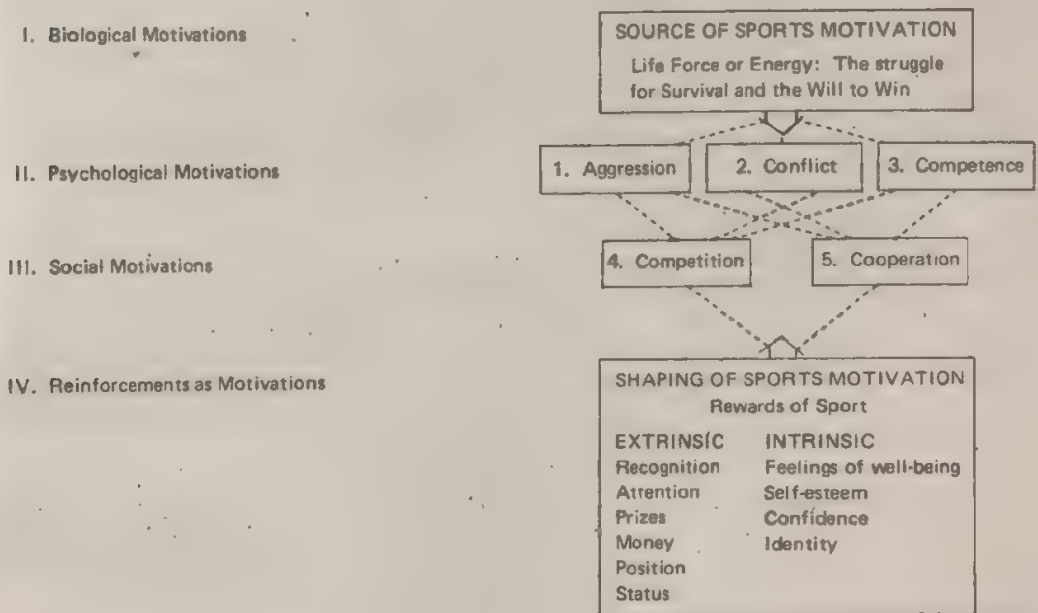 I. Biological Motivations
SOURCE OF SPORTS MOTIVATION
Life Force or Energy: The struggle
for Survival and the Will to Win
II. Psychological Motivations
1. Aggression
2. Conflict
3. Competence
III. Social Motivations
4. Competition
5. Cooperation
IV. Reinforcements as Motivations
SHAPING OF SPORTS MOTIVATION
Rewards of Sport
EXTRINSIC INTRINSIC
Recognition Feelings of well-being
Attention Self-esteem
Prizes Confidence
Money Identity
Position
Status